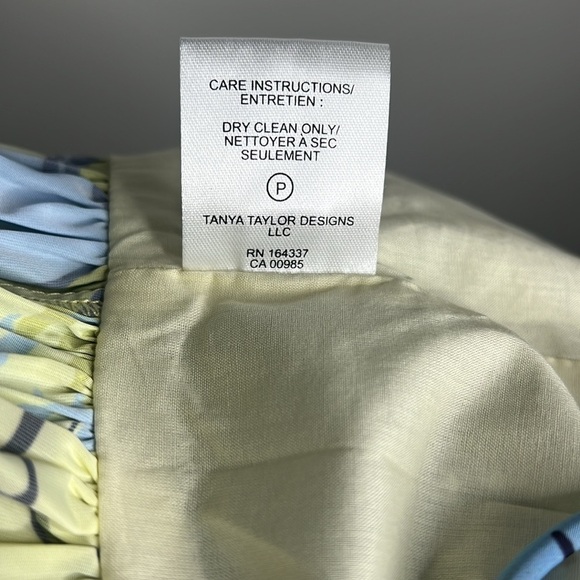 CARE INSTRUCTIONS/
ENTRETIEN :
DRY CLEAN ONLY/
NETTOYER À SEC
SEULEMENT
P
TANYA TAYLOR DESIGNS
LLC
RN 164337
CA 00985